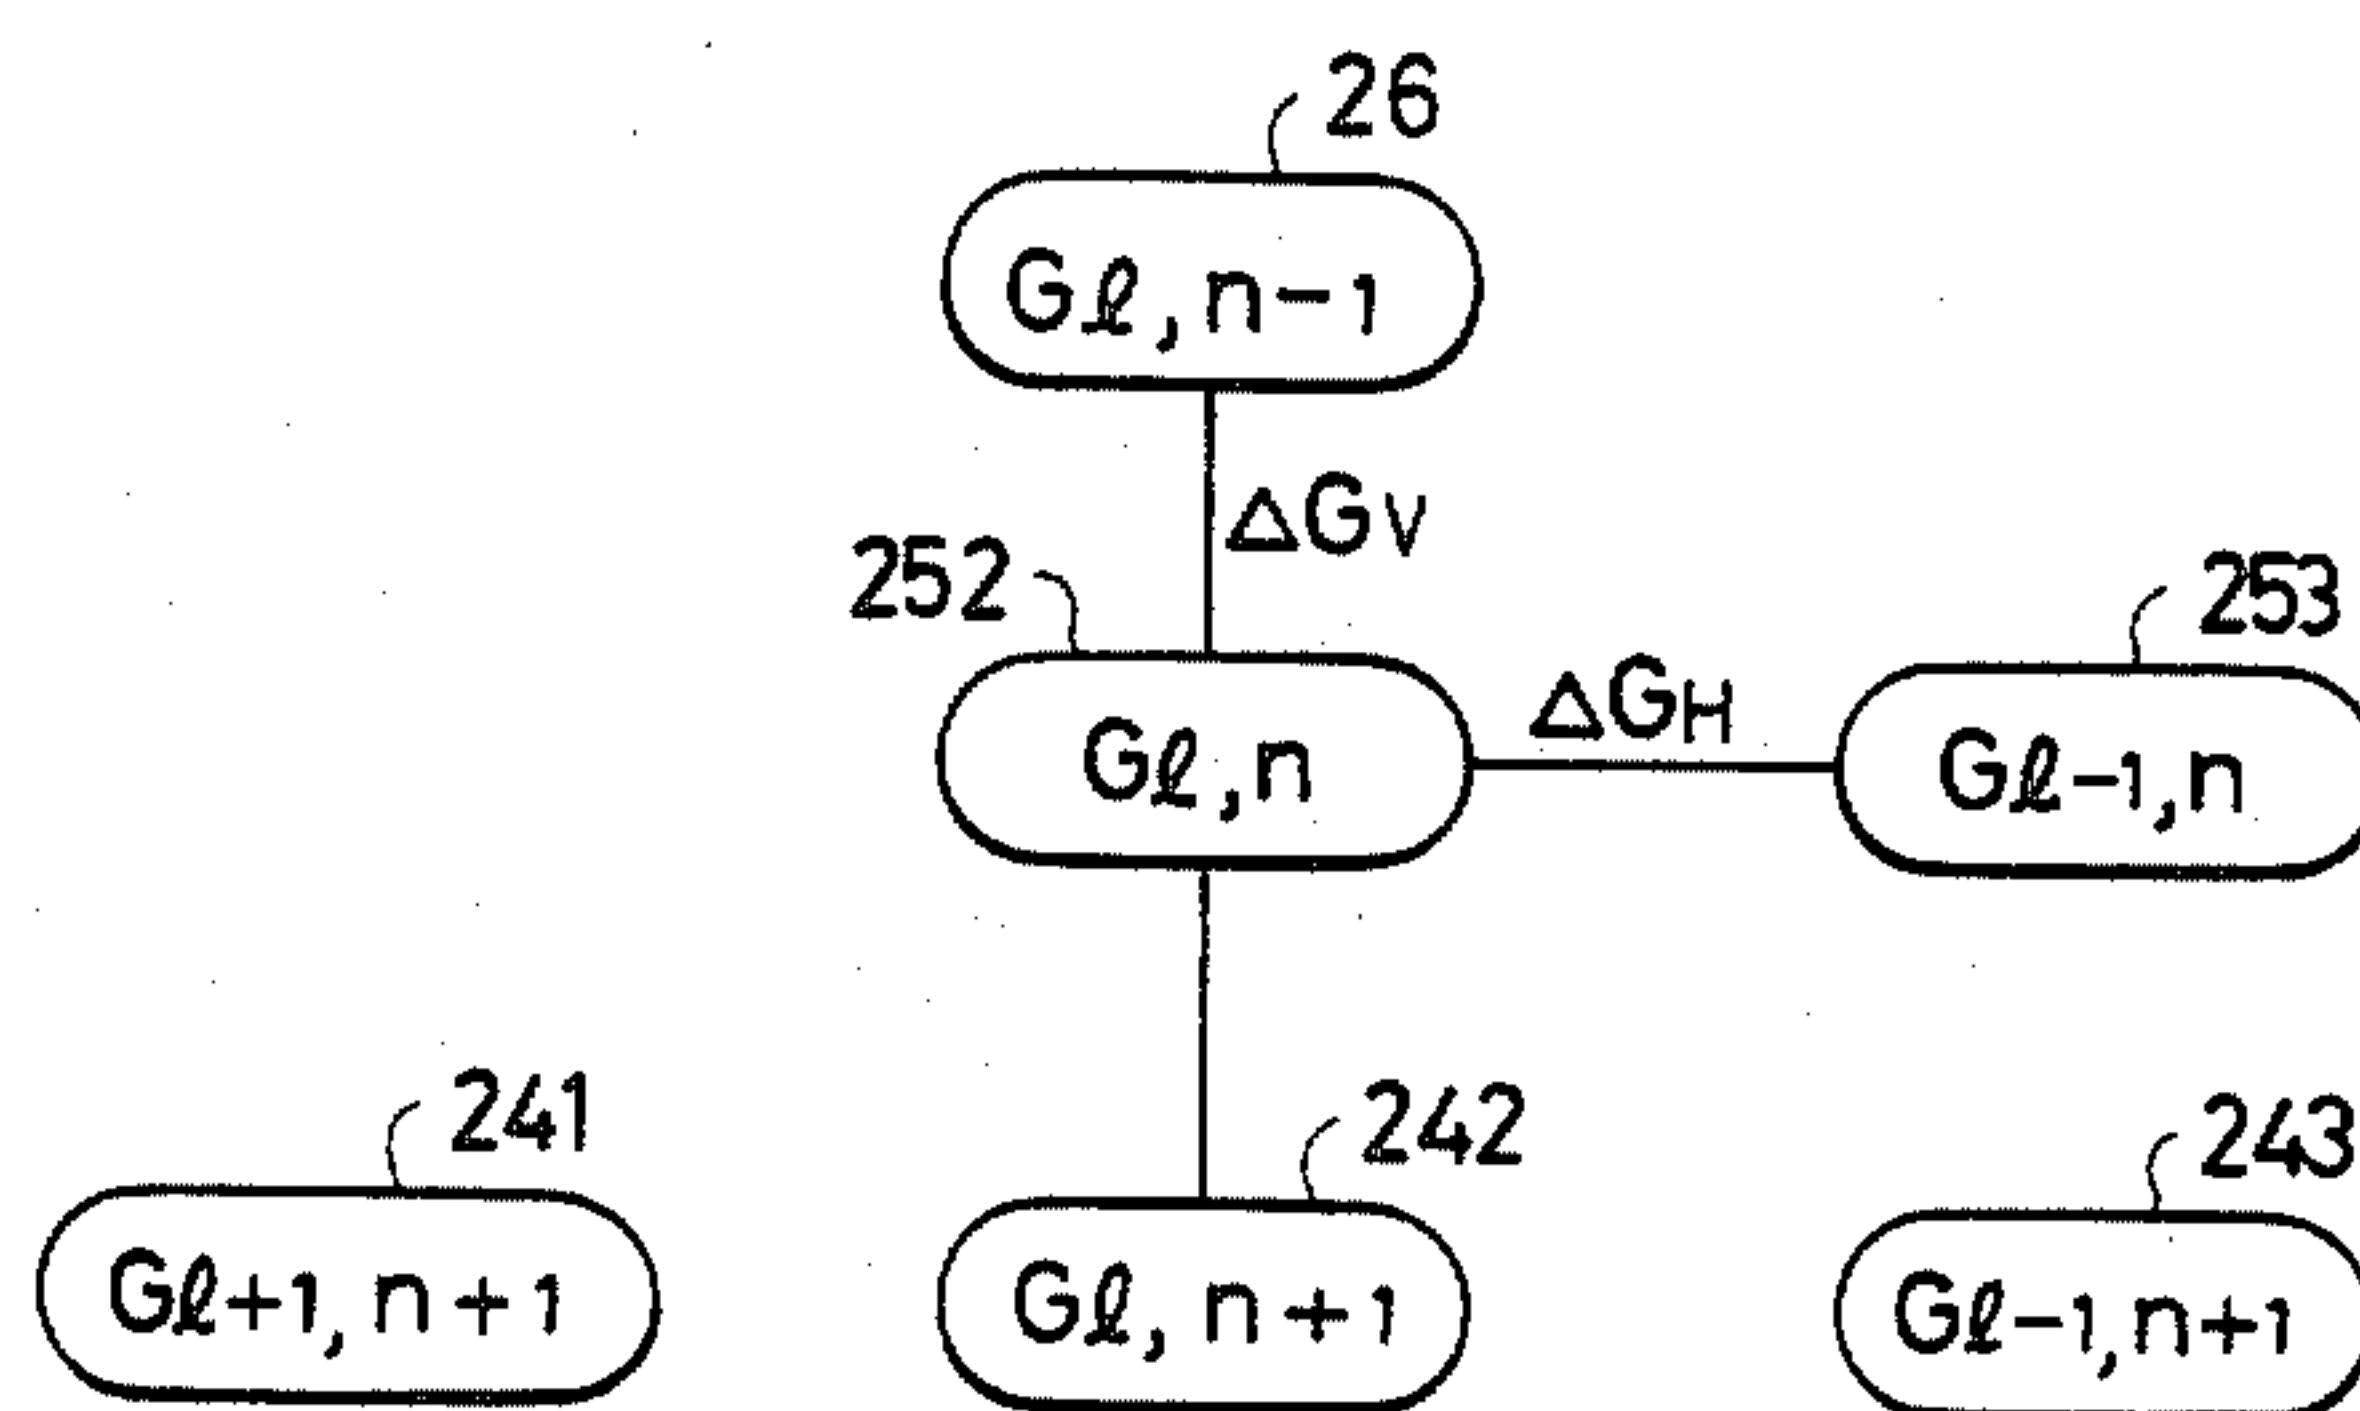 26
Gℓ, n-1
ΔGV
252
253
ΔGH
Gℓ, n
Gℓ-1, n
241
242
243
Gℓ+1, n+1
Gℓ, n+1
Gℓ-1, n+1